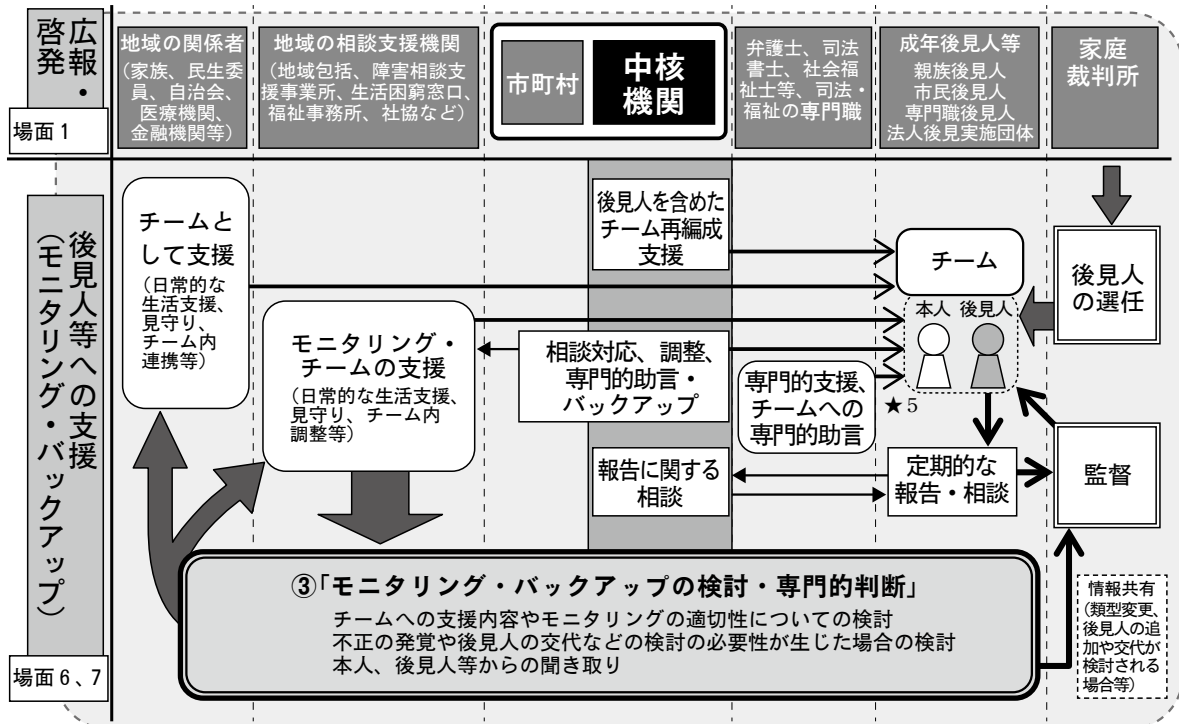 広報・
啓発
場面1
地域の関係者
(家族、民生委
員、自治会、
医療機関、
金融機関等)
地域の相談支援機関
(地域包括、障害相談支
援事業所、生活困窮窓口、
福祉事務所、社協など)
市町村
中核
機関
弁護士、司法
書士、社会福
祉士等、司法・
福祉の専門職
成年後見人等
親族後見人
市民後見人
専門職後見人
法人後見実施団体
家庭
裁判所
後見人等への支援
(モニタリング・バックアップ)
場面6、7
チームと
して支援
(日常的な
生活支援、
見守り、
チーム内
連携等)
モニタリング・
チームの支援
(日常的な生活支援、
見守り、チーム内
調整等)
後見人を含めた
チーム再編成
支援
相談対応、調整、
専門的助言・
バックアップ
専門的支援、
チームへの
専門的助言
★5
報告に関する
相談
チーム
本人 後見人
定期的な
報告・相談
後見人
の選任
監督
③「モニタリング・バックアップの検討・専門的判断」
チームへの支援内容やモニタリングの適切性についての検討
不正の発覚や後見人の交代などの検討の必要性が生じた場合の検討
本人、後見人等からの聞き取り
情報共有
(類型変更、
後見人の追
加や交代が
検討される
場合等)